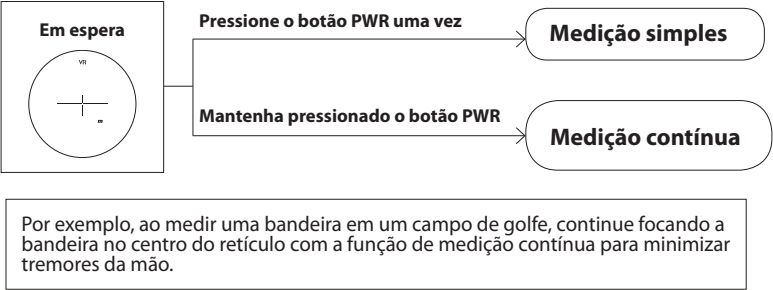 Em espera
VR
m
Pressione o botão PWR uma vez
Medição simples
Mantenha pressionado o botão PWR
Medição contínua
Por exemplo, ao medir uma bandeira em um campo de golfe, continue focando a
bandeira no centro do retículo com a função de medição contínua para minimizar
tremores da mão.